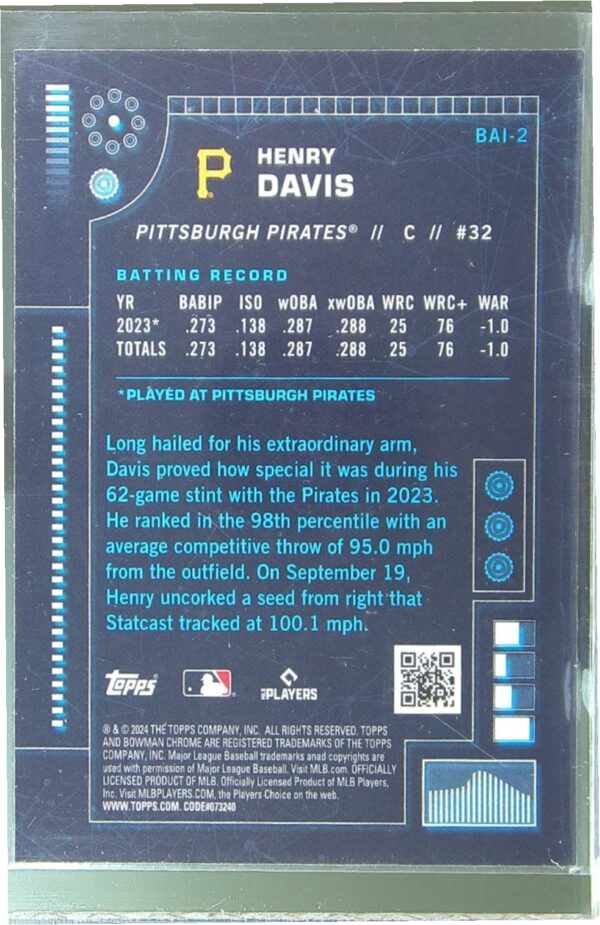 BAI-2
P
HENRY
DAVIS
PITTSBURGH PIRATES® // C // #32
BATTING RECORD
YR BABIP ISO wOBA xwOBA WRC WRC+ WAR
2023* .273 .138 .287 .288 25 76 -1.0
TOTALS .273 .138 .287 .288 25 76 -1.0
*PLAYED AT PITTSBURGH PIRATES
Long hailed for his extraordinary arm,
Davis proved how special it was during his
62-game stint with the Pirates in 2023.
He ranked in the 98th percentile with an
average competitive throw of 95.0 mph
from the outfield. On September 19,
Henry uncorked a seed from right that
Statcast tracked at 100.1 mph.
Topps MLB PLAYERS
® & © 2024 THE TOPPS COMPANY, INC. ALL RIGHTS RESERVED. TOPPS
AND BOWMAN CHROME ARE REGISTERED TRADEMARKS OF THE TOPPS
COMPANY, INC. Major League Baseball trademarks anad copyrights are
used with permission of Major League Baseball. Visit MLB.com. OFFICIALLY
LICENSED PRODUCT OF MLB. Officially Licensed Product of MLB Players,
Inc. Visit MLBPLAYERS.COM, the Players Choice on the web.
WWW.TOPPS.COM. CODE#073240